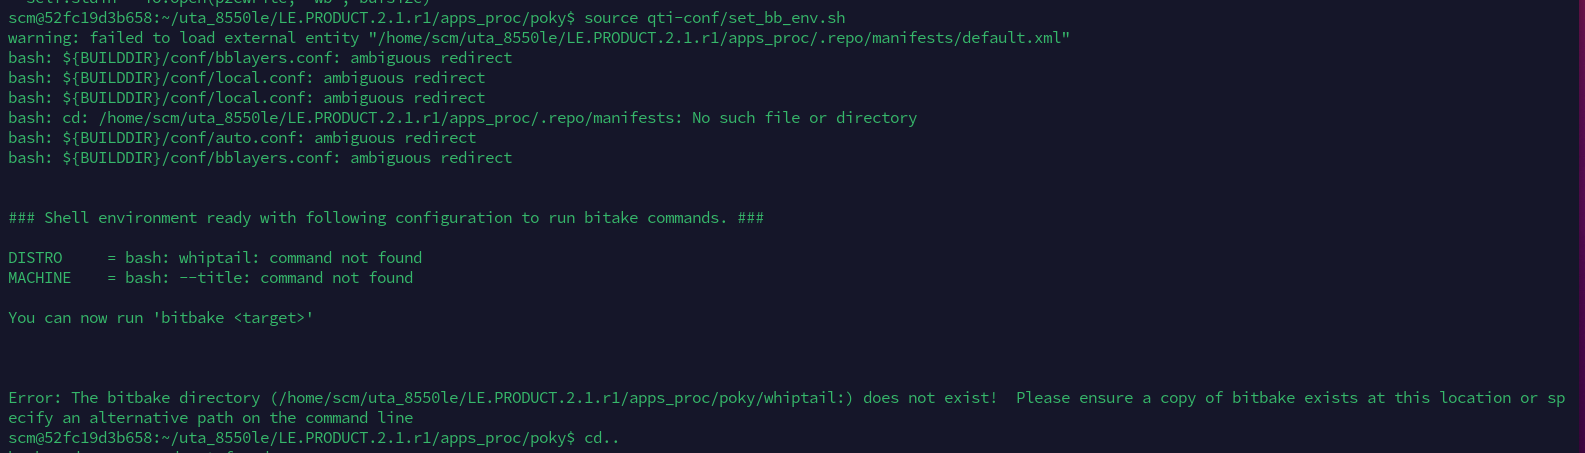 scm@52fc19d3b658:~/uta_8550le/LE.PRODUCT.2.1.r1/apps_proc/poky$ source qti-conf/set_bb_env.sh
warning: failed to load external entity "/home/scm/uta_8550le/LE.PRODUCT.2.1.r1/apps_proc/.repo/manifests/default.xml"
bash: ${BUILDDIR}/conf/bblayers.conf: ambiguous redirect
bash: ${BUILDDIR}/conf/local.conf: ambiguous redirect
bash: ${BUILDDIR}/conf/local.conf: ambiguous redirect
bash: cd: /home/scm/uta_8550le/LE.PRODUCT.2.1.r1/apps_proc/.repo/manifests: No such file or directory
bash: ${BUILDDIR}/conf/auto.conf: ambiguous redirect
bash: ${BUILDDIR}/conf/bblayers.conf: ambiguous redirect
### Shell environment ready with following configuration to run bitake commands. ###
DISTRO     = bash: whiptail: command not found
MACHINE    = bash: --title: command not found
You can now run 'bitbake <target>'
Error: The bitbake directory (/home/scm/uta_8550le/LE.PRODUCT.2.1.r1/apps_proc/poky/whiptail:) does not exist!  Please ensure a copy of bitbake exists at this location or sp
ecify an alternative path on the command line
scm@52fc19d3b658:~/uta_8550le/LE.PRODUCT.2.1.r1/apps_proc/poky$ cd..